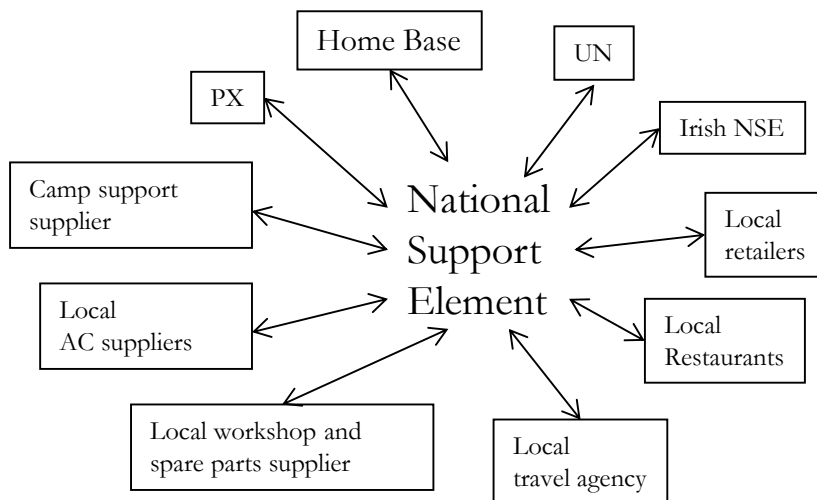 Home Base
UN
PX
Irish NSE
Camp support
supplier
National
Support
Element
Local
retailers
Local
AC suppliers
Local
Restaurants
Local workshop and
spare parts supplier
Local
travel agency